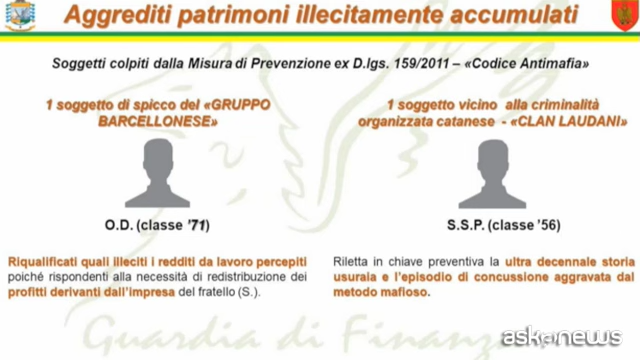 Aggrediti patrimoni illecitamente accumulati
Soggetti colpiti dalla Misura di Prevenzione ex D.lgs. 159/2011 – «Codice Antimafia»
1 soggetto di spicco del «GRUPPO
BARCELLONESE»
O.D. (classe '71)
Riqualificati quali illeciti i redditi da lavoro percepiti
poiché rispondenti alla necessità di redistribuzione dei
profitti derivanti dall'impresa del fratello (S.).
1 soggetto vicino alla criminalità
organizzata catanese - «CLAN LAUDANI»
S.S.P. (classe '56)
Riletta in chiave preventiva la ultra decennale storia
usuraia e l'episodio di concussione aggravata dal
metodo mafioso.
Guardia di Finanza
askanews